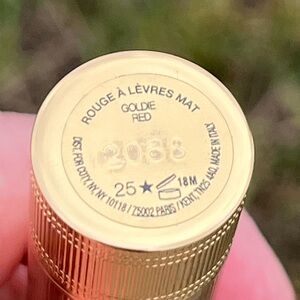 ROUGE À LÈVRES MAT
GOLDIE
RED
25★
18M
DIST. FOR COTY, NY, NY 10118 / 75002 PARIS / KENT, TN25 4AQ. MADE IN ITALY